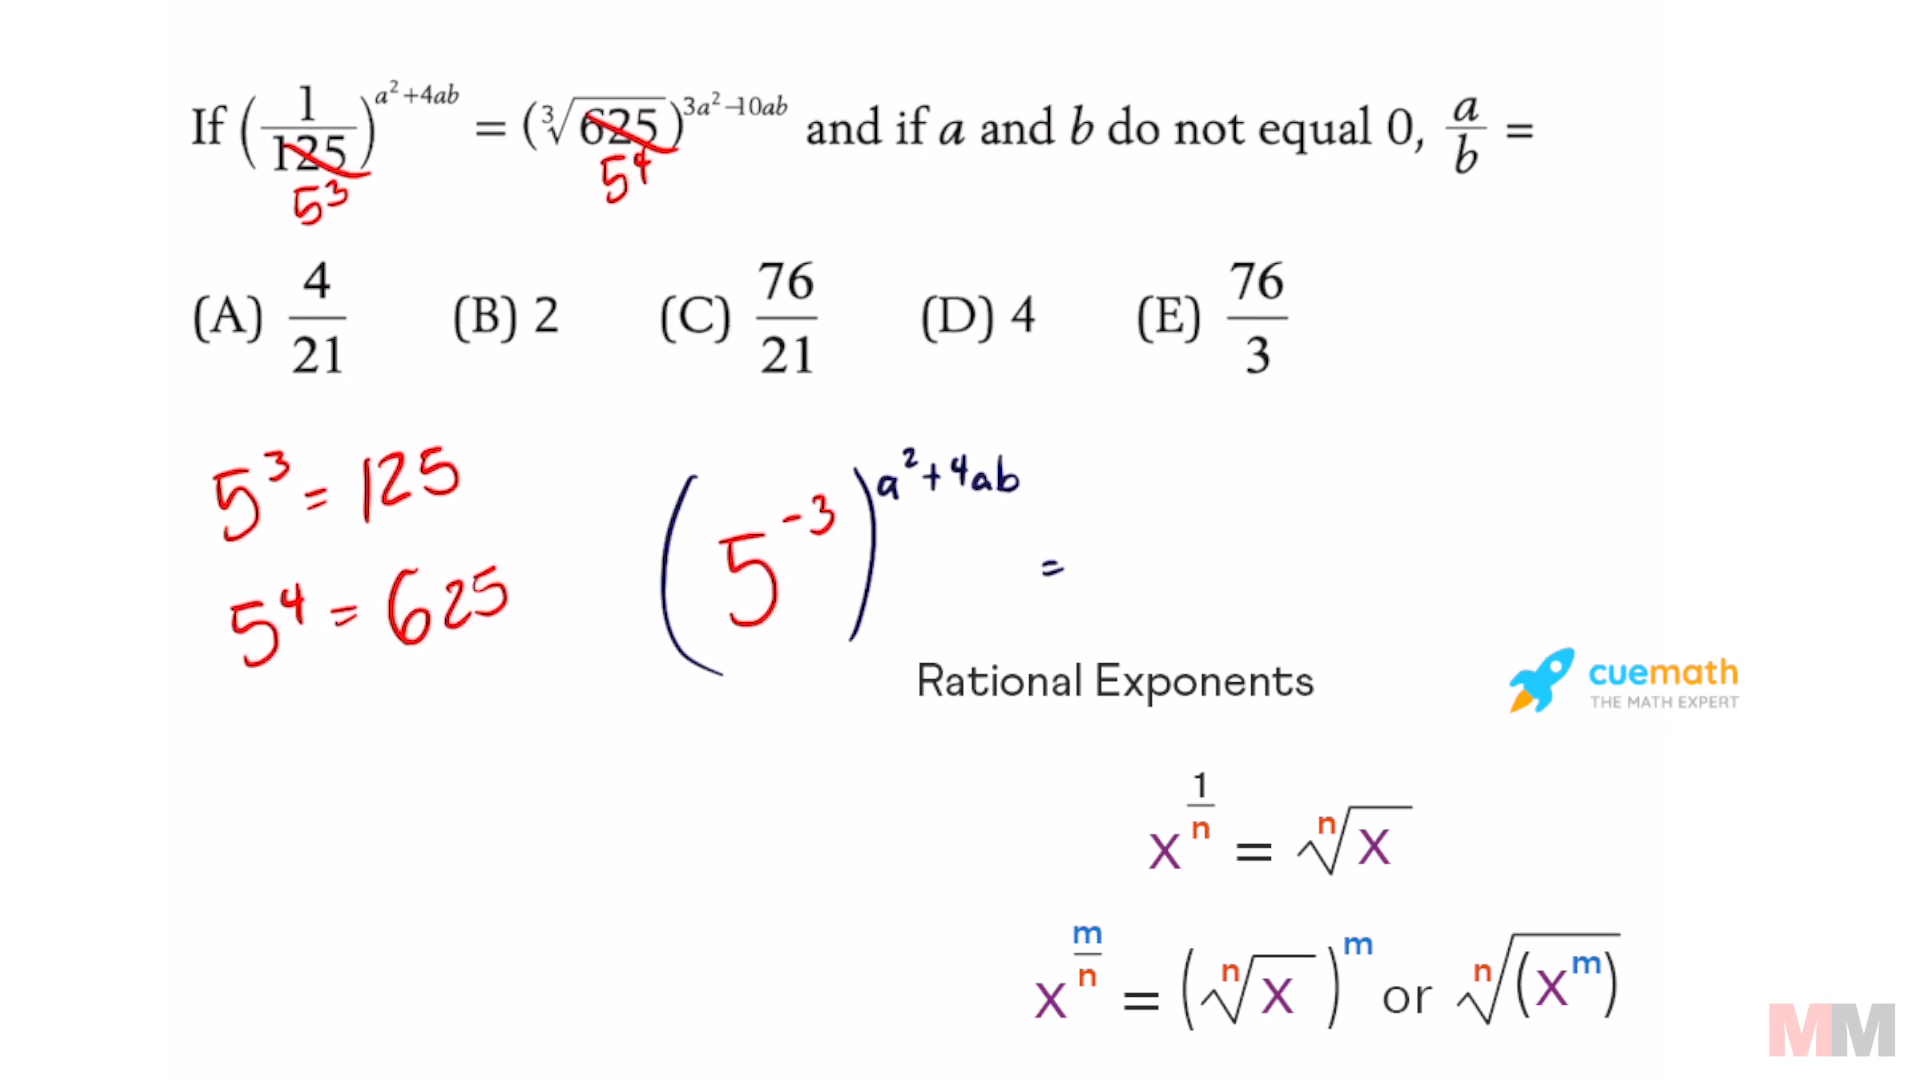 If (1/125)^(a²+4ab) = (∛625)^(3a²−10ab) and if a and b do not equal 0, a/b =
5³ 5⁴
(A) 4/21 (B) 2 (C) 76/21 (D) 4 (E) 76/3
5³ = 125
(5⁻³)^(a²+4ab) =
5⁴ = 625
Rational Exponents
cuemath
THE MATH EXPERT
x^(1/n) = ⁿ√x
x^(m/n) = (ⁿ√x)^m or ⁿ√(x^m)
MM